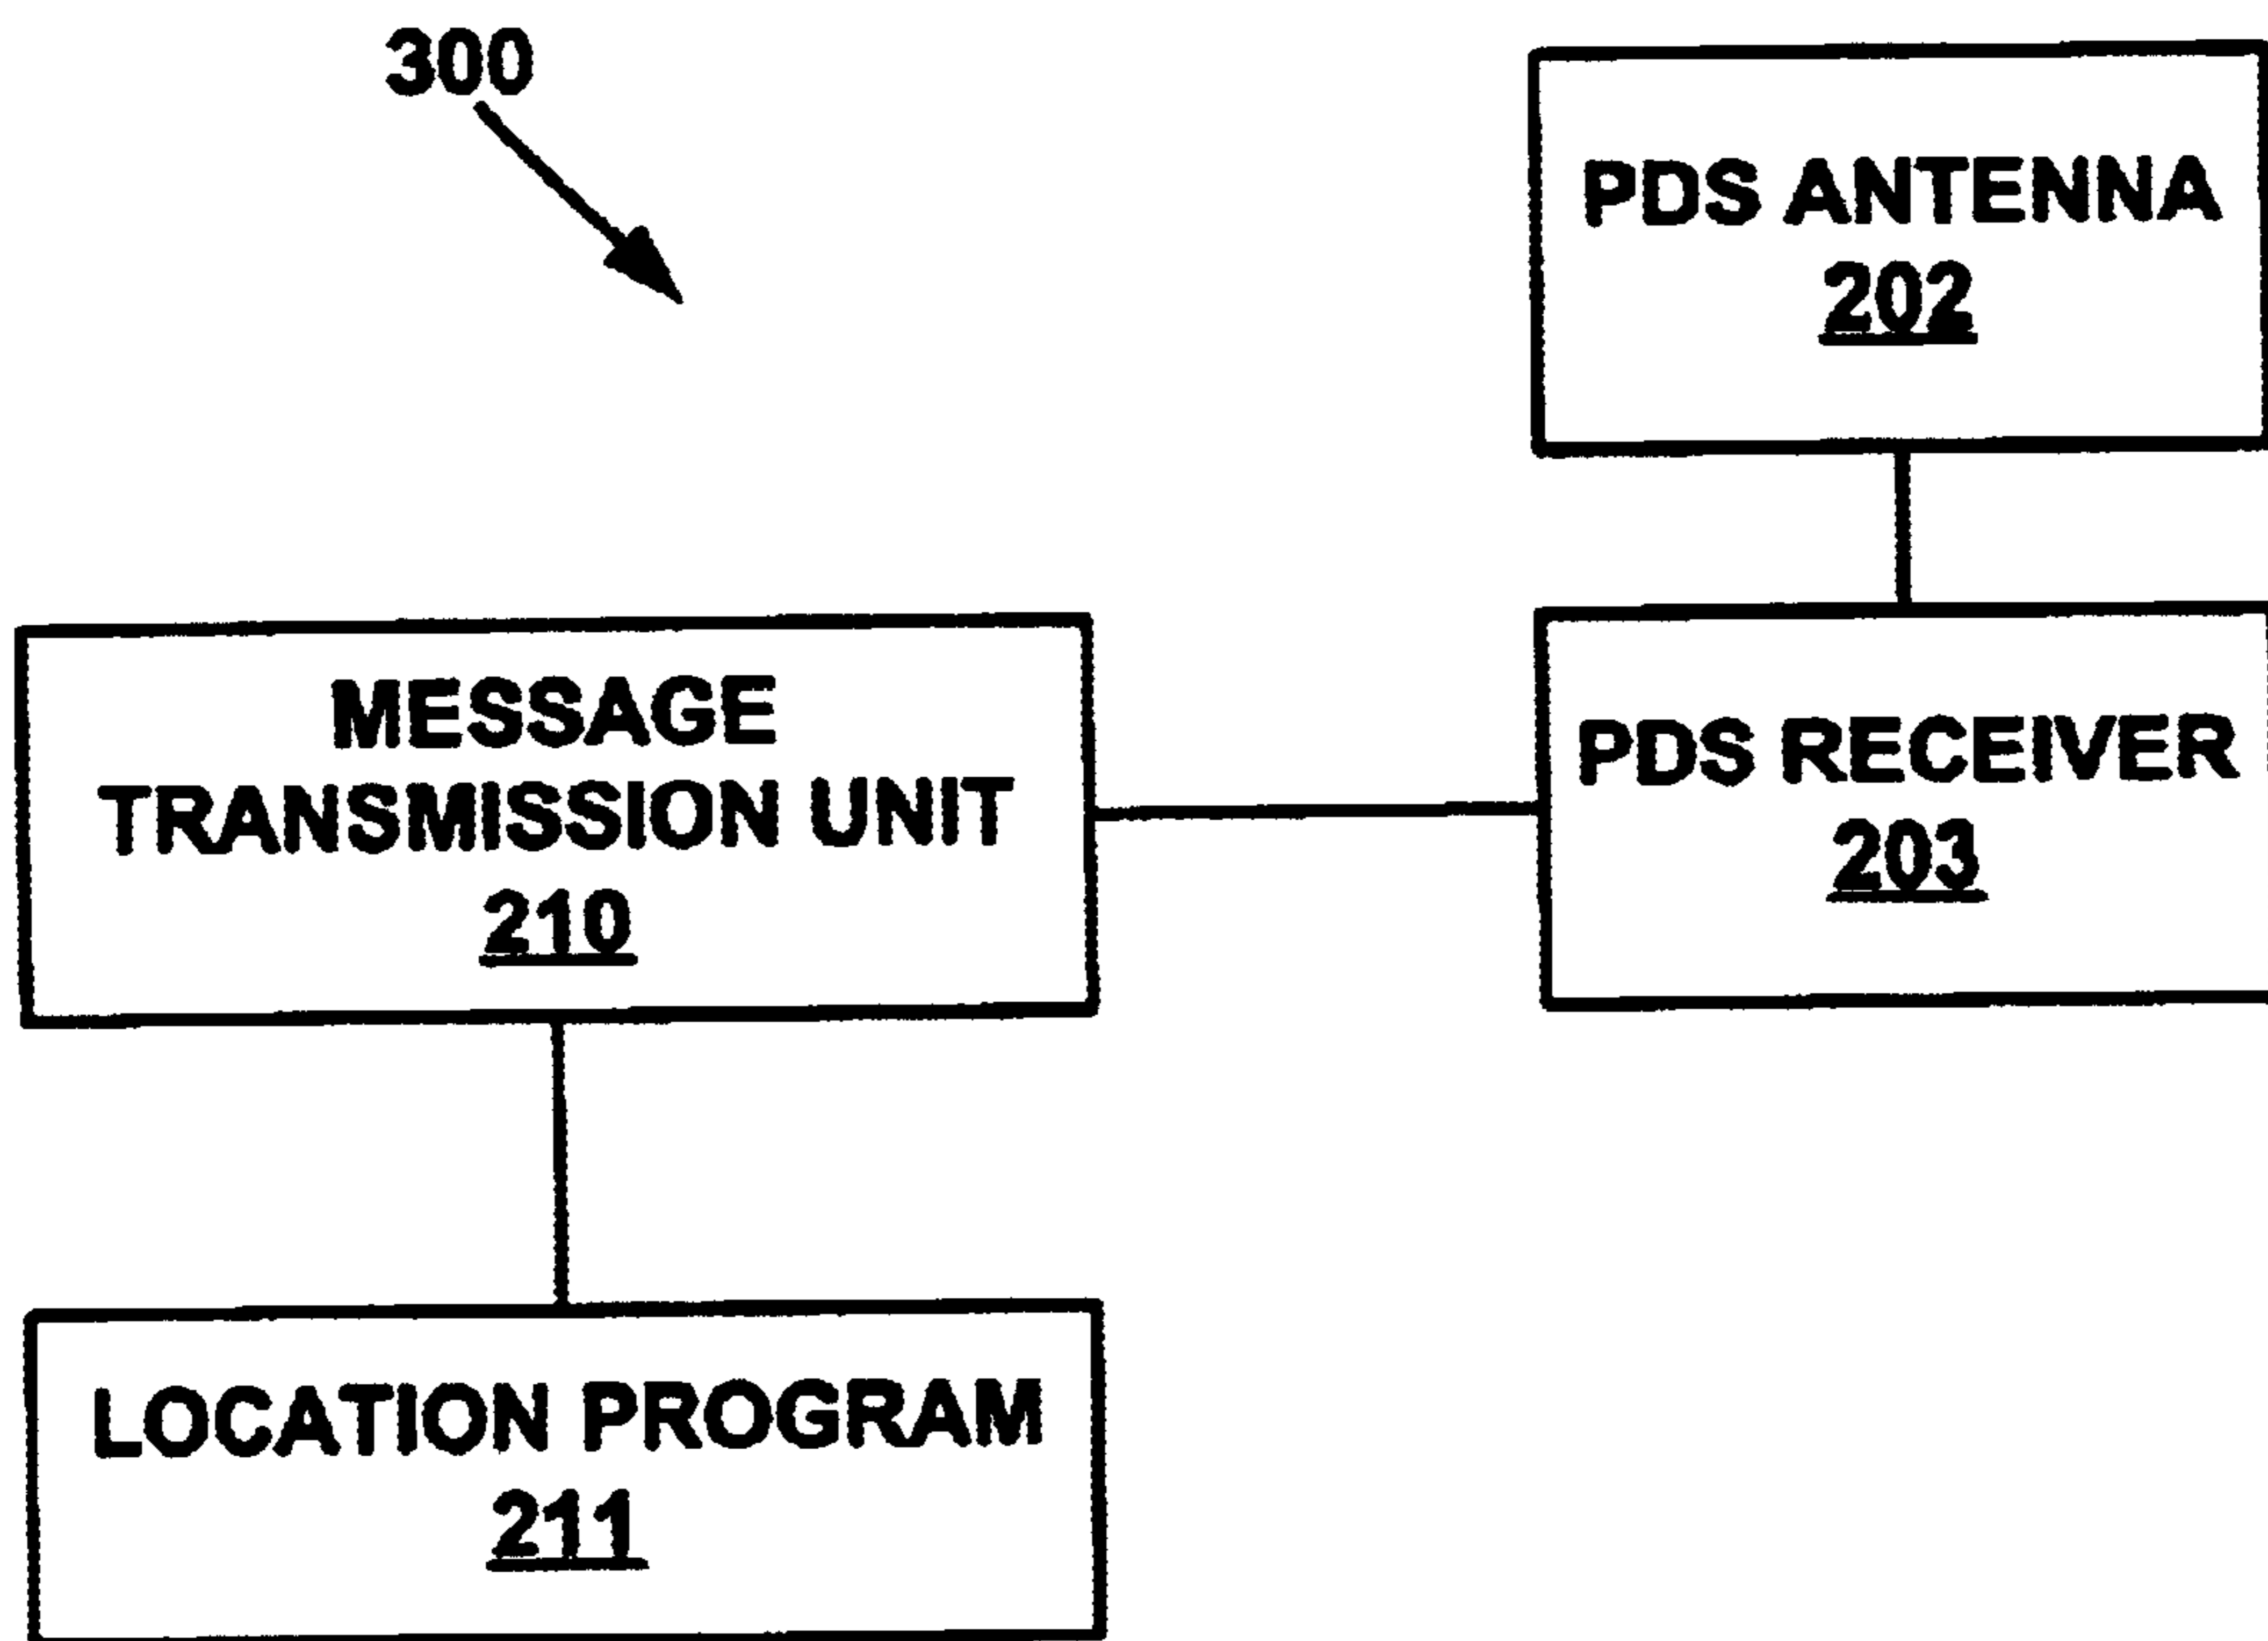 300
PDS ANTENNA
202
MESSAGE
TRANSMISSION UNIT
210
PDS RECEIVER
203
LOCATION PROGRAM
211